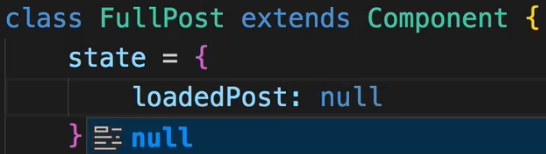 class FullPost extends Component {
state = {
loadedPost: null
} null